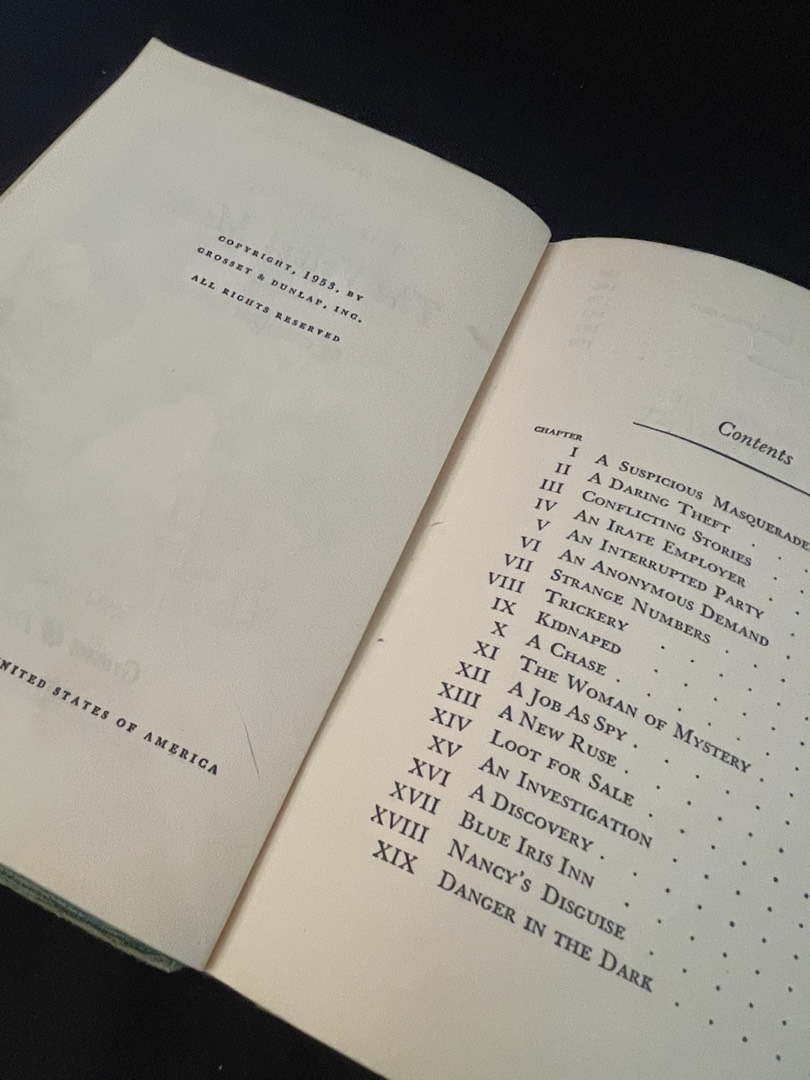 COPYRIGHT, 1953, BY
GROSSET & DUNLAP, INC.
ALL RIGHTS RESERVED
UNITED STATES OF AMERICA
Contents
CHAPTER
I A SUSPICIOUS MASQUERADER
II A DARING THEFT
III CONFLICTING STORIES
IV AN IRATE EMPLOYER
V AN INTERRUPTED PARTY
VI AN ANONYMOUS DEMAND
VII STRANGE NUMBERS
VIII TRICKERY
IX KIDNAPED
X A CHASE
XI THE WOMAN OF MYSTERY
XII A JOB AS SPY
XIII A NEW RUSE
XIV LOOT FOR SALE
XV AN INVESTIGATION
XVI A DISCOVERY
XVII BLUE IRIS INN
XVIII NANCY'S DISGUISE
XIX DANGER IN THE DARK